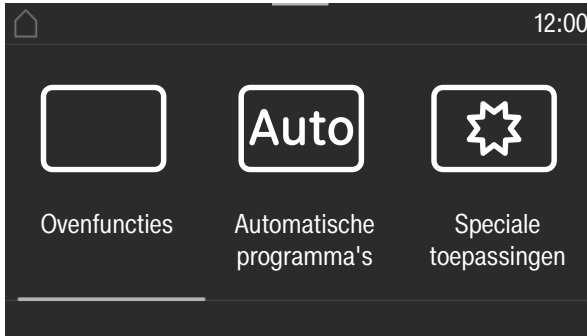 12:00
Auto
Ovenfuncties
Automatische
programma's
Speciale
toepassingen